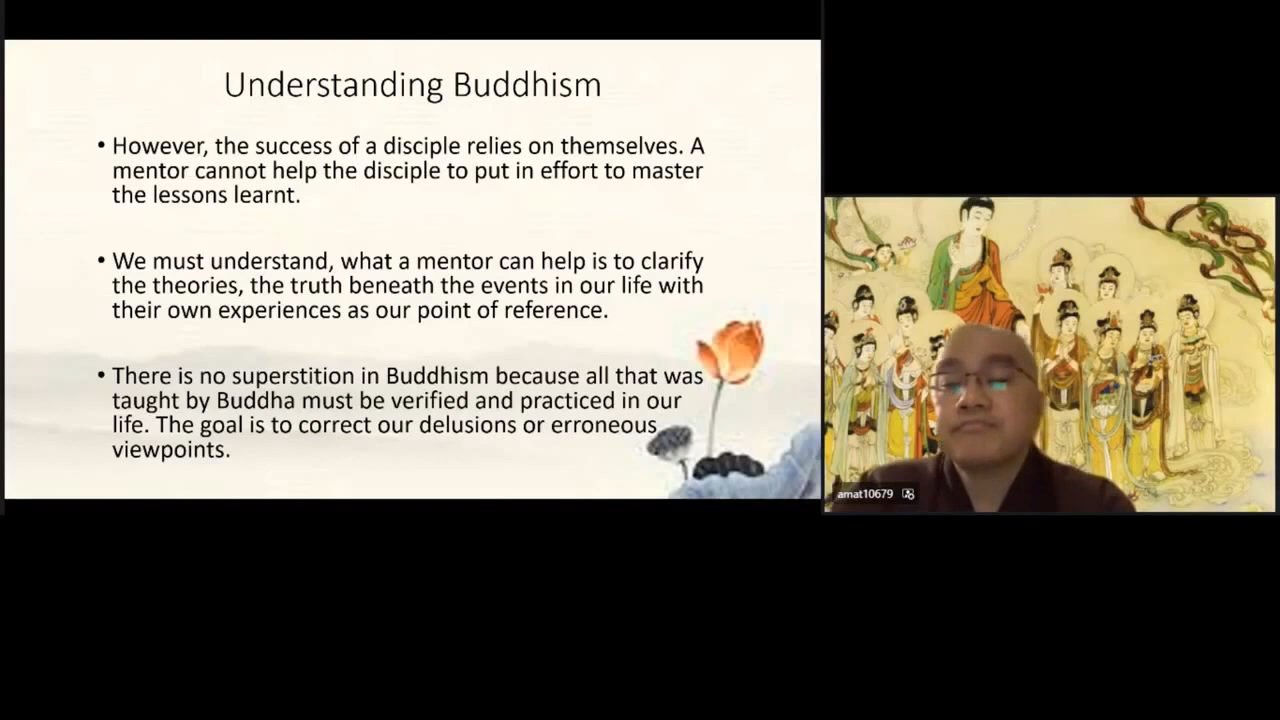 Understanding Buddhism
• However, the success of a disciple relies on themselves. A
mentor cannot help the disciple to put in effort to master
the lessons learnt.
• We must understand, what a mentor can help is to clarify
the theories, the truth beneath the events in our life with
their own experiences as our point of reference.
• There is no superstition in Buddhism because all that was
taught by Buddha must be verified and practiced in our
life. The goal is to correct our delusions or erroneous
viewpoints.
amat10679